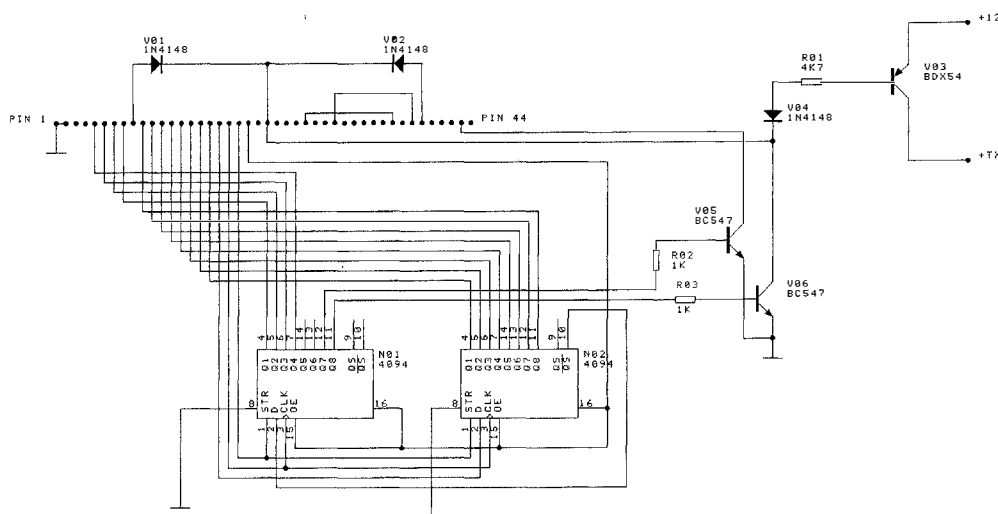 +12
V01
1N4148
V02
1N4148
R01
4K7
V03
BDX54
V04
1N4148
PIN 1
PIN 44
+TX
V05
BC547
R02
1K
R03
1K
V06
BC547
4 5 6 7 14 13 12 11 9 10
N01
4094
Q1 Q2 Q3 Q4 Q5 Q6 Q7 Q8 QS QS
8
16
STR D CLK OE
1 2 3 15
4 5 6 7 14 13 12 11 9 10
N02
4094
Q1 Q2 Q3 Q4 Q5 Q6 Q7 Q8 QS QS
8
16
STR D CLK OE
1 2 3 15